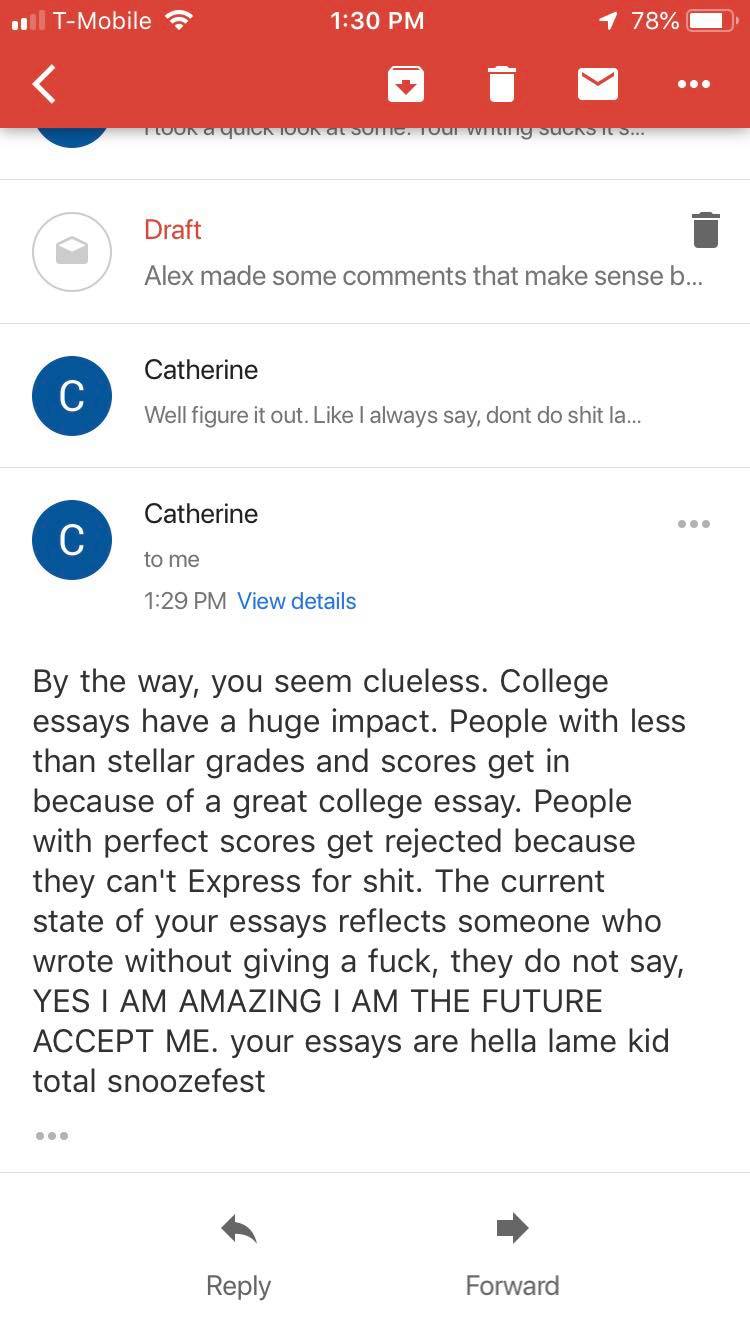 T-Mobile 1:30 PM 78%
I took a quick look at some. Your writing sucks it s...
Draft
Alex made some comments that make sense b...
C
Catherine
Well figure it out. Like I always say, dont do shit la...
C
Catherine
to me
1:29 PM View details
By the way, you seem clueless. College
essays have a huge impact. People with less
than stellar grades and scores get in
because of a great college essay. People
with perfect scores get rejected because
they can't Express for shit. The current
state of your essays reflects someone who
wrote without giving a fuck, they do not say,
YES I AM AMAZING I AM THE FUTURE
ACCEPT ME. your essays are hella lame kid
total snoozefest
Reply Forward